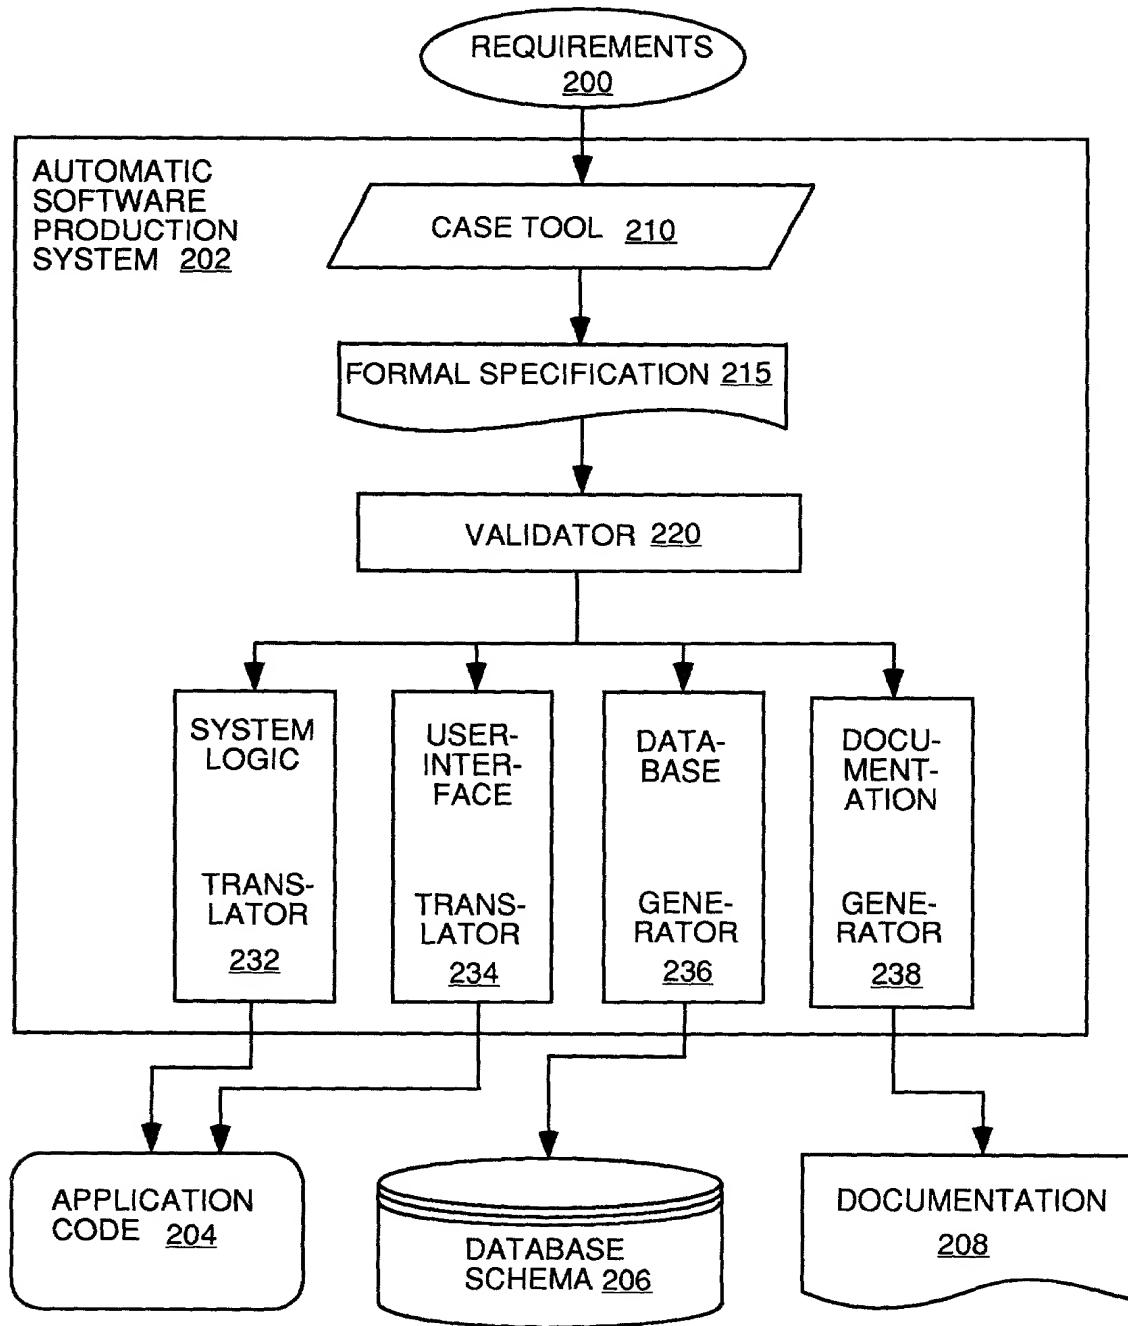 REQUIREMENTS
200
AUTOMATIC
SOFTWARE
PRODUCTION
SYSTEM 202
CASE TOOL 210
FORMAL SPECIFICATION 215
VALIDATOR 220
SYSTEM
LOGIC
TRANS-
LATOR
232
USER-
INTER-
FACE
TRANS-
LATOR
234
DATA-
BASE
GENE-
RATOR
236
DOCU-
MENT-
ATION
GENE-
RATOR
238
APPLICATION
CODE 204
DATABASE
SCHEMA 206
DOCUMENTATION
208